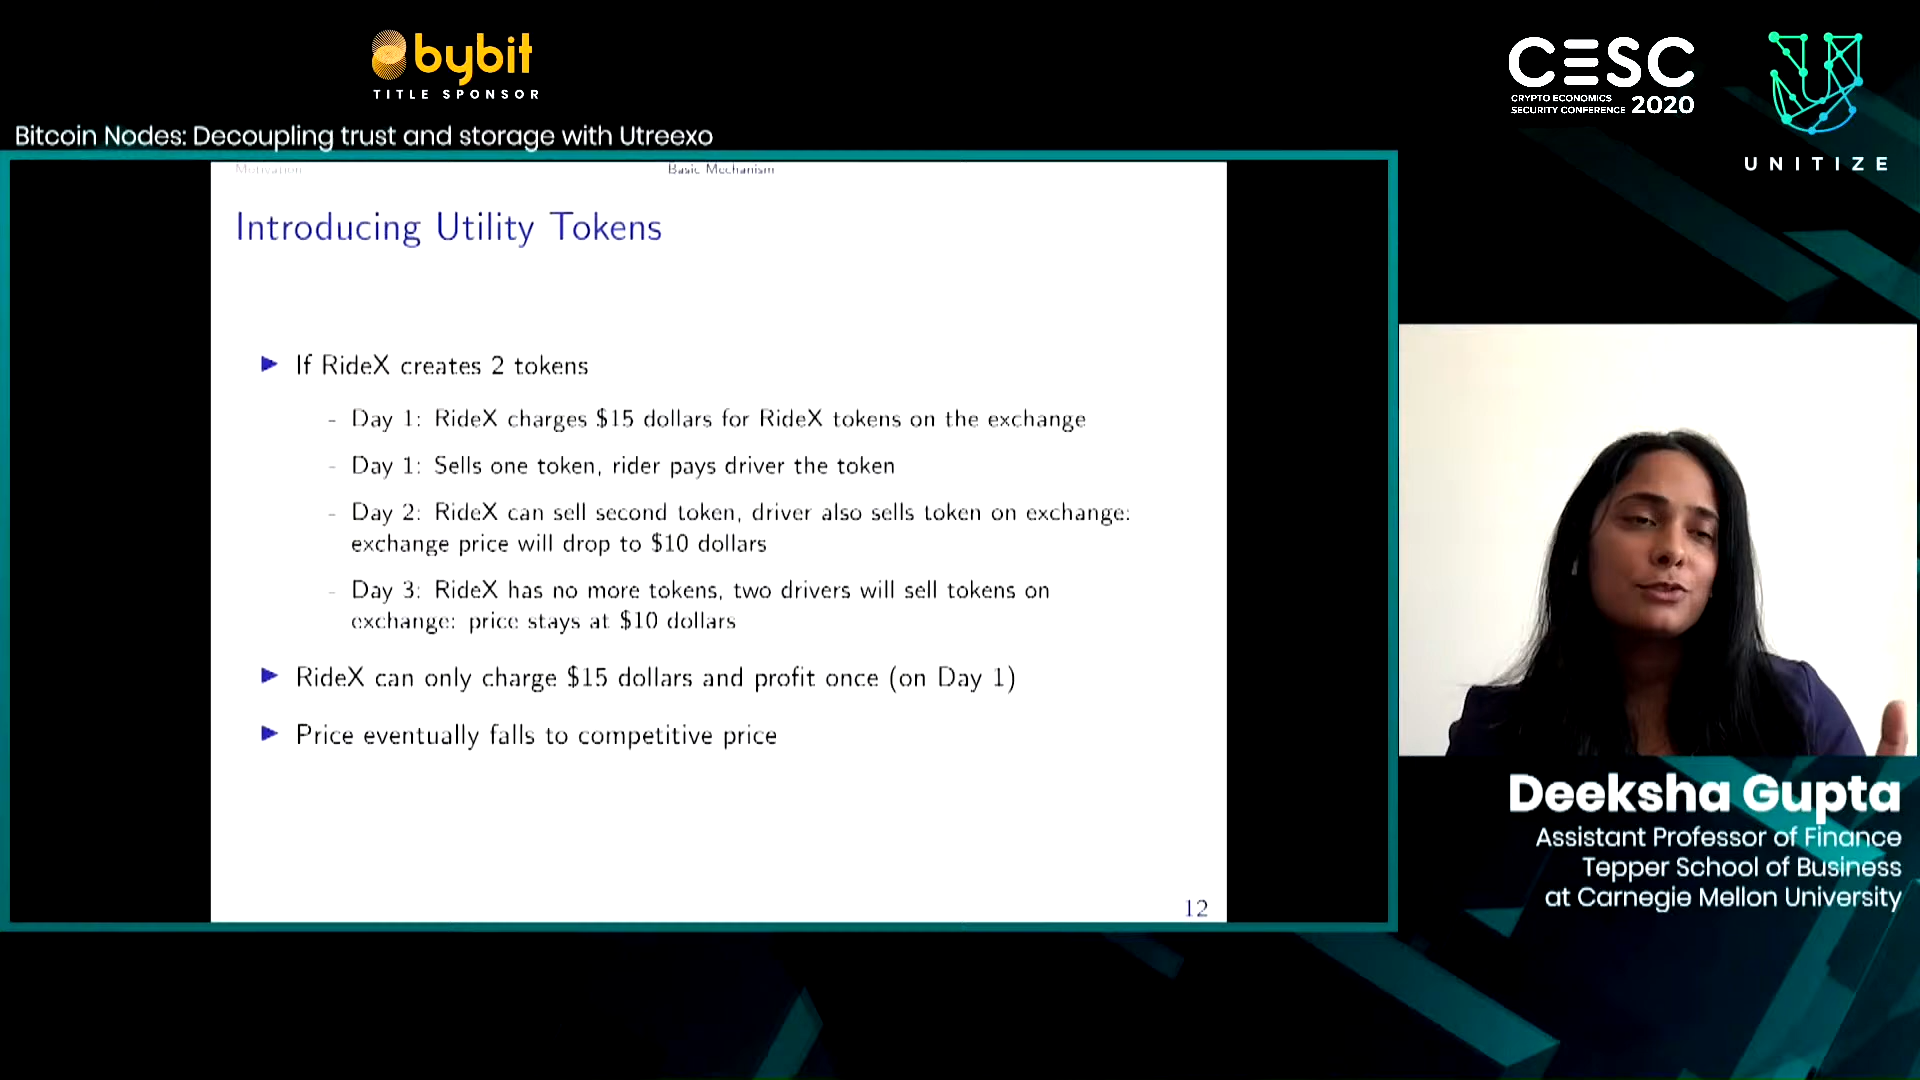 bybit
TITLE SPONSOR
CESC
CRYPTO ECONOMICS
SECURITY CONFERENCE 2020
UNITIZE
Bitcoin Nodes: Decoupling trust and storage with Utreexo
Motivation
Basic Mechanism
Introducing Utility Tokens
If RideX creates 2 tokens
- Day 1: RideX charges $15 dollars for RideX tokens on the exchange
- Day 1: Sells one token, rider pays driver the token
- Day 2: RideX can sell second token, driver also sells token on exchange:
exchange price will drop to $10 dollars
- Day 3: RideX has no more tokens, two drivers will sell tokens on
exchange: price stays at $10 dollars
RideX can only charge $15 dollars and profit once (on Day 1)
Price eventually falls to competitive price
12
Deeksha Gupta
Assistant Professor of Finance
Tepper School of Business
at Carnegie Mellon University